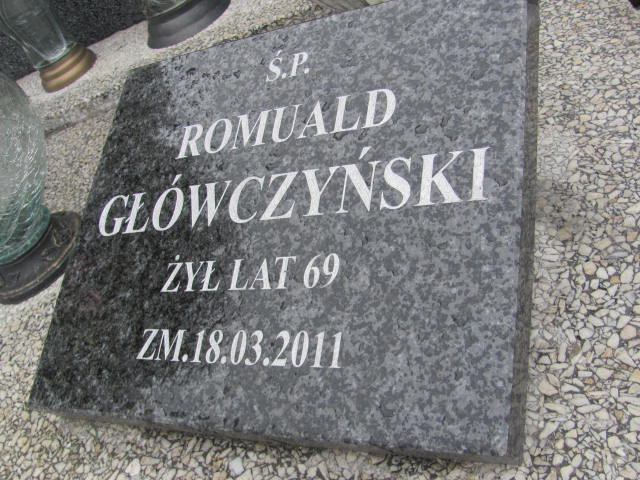 Ś.P.
ROMUALD
GŁÓWCZYŃSKI
ŻYŁ LAT 69
ZM.18.03.2011